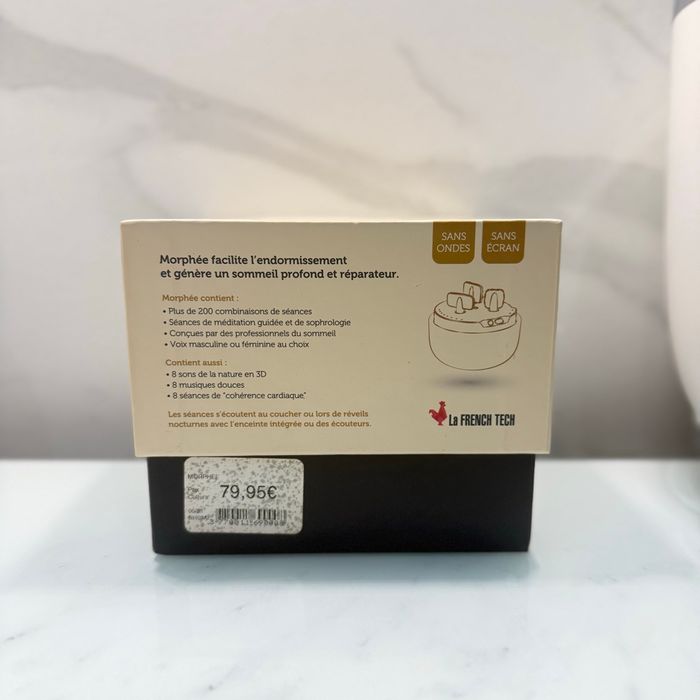 SANS
ONDES
SANS
ÉCRAN
Morphée facilite l'endormissement
et génère un sommeil profond et réparateur.
Morphée contient :
• Plus de 200 combinaisons de séances
• Séances de méditation guidée et de sophrologie
• Conçues par des professionnels du sommeil
• Voix masculine ou féminine au choix
Contient aussi :
• 8 sons de la nature en 3D
• 8 musiques douces
• 8 séances de "cohérence cardiaque"
Les séances s'écoutent au coucher ou lors de réveils
nocturnes avec l'enceinte intégrée ou des écouteurs.
La FRENCH TECH
MORPHEE
79,95€